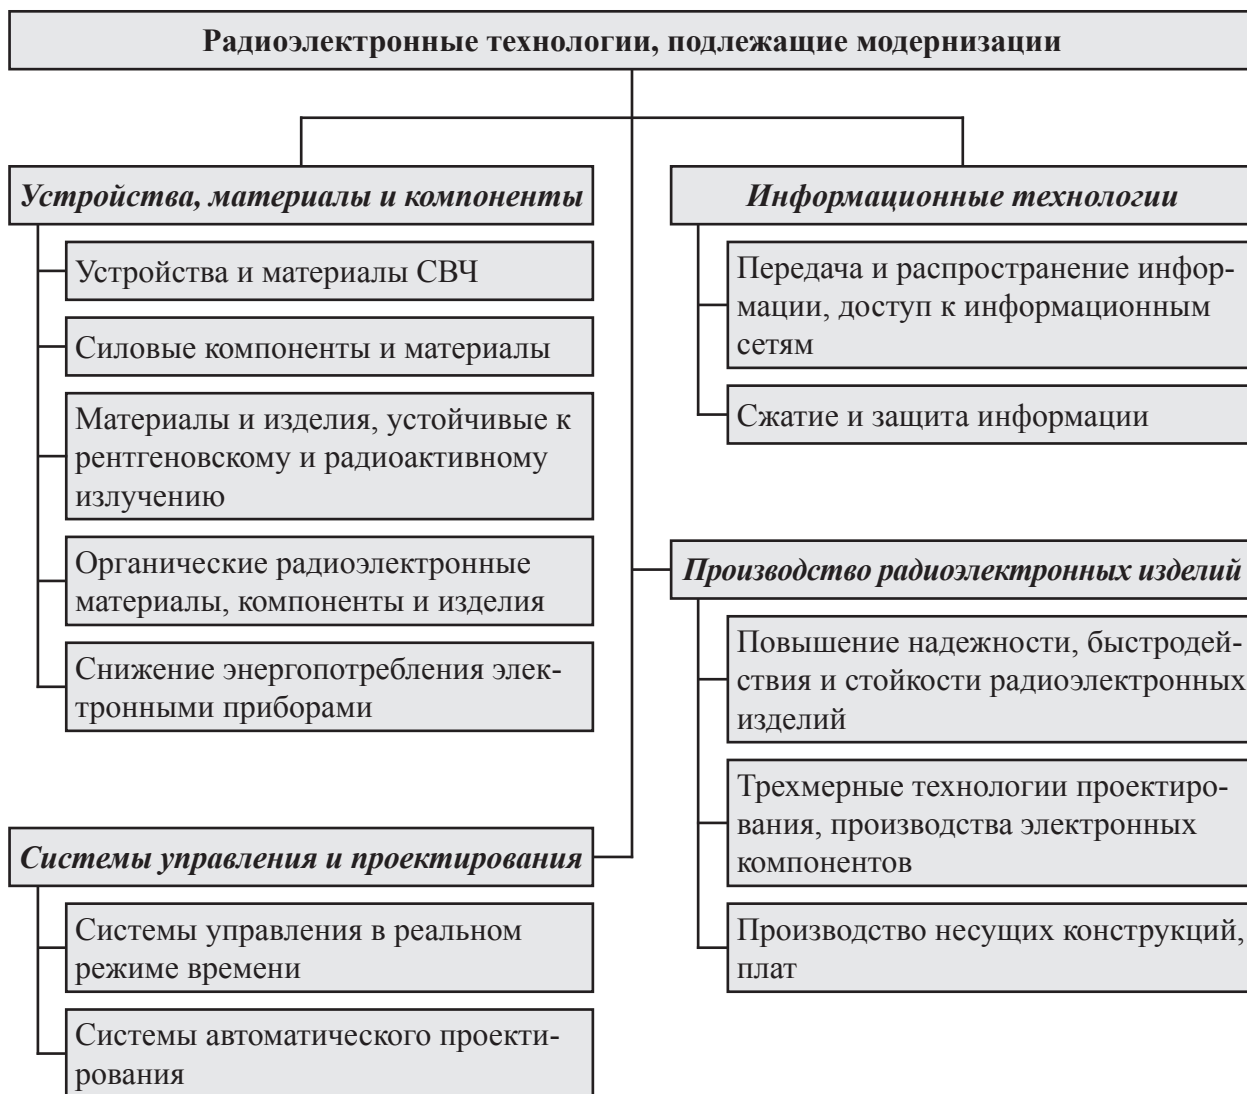 Радиоэлектронные технологии, подлежащие модернизации
Устройства, материалы и компоненты
Устройства и материалы СВЧ
Силовые компоненты и материалы
Материалы и изделия, устойчивые к
рентгеновскому и радиоактивному
излучению
Органические радиоэлектронные
материалы, компоненты и изделия
Снижение энергопотребления элек-
тронными приборами
Системы управления и проектирования
Системы управления в реальном
режиме времени
Системы автоматического проекти-
рования
Информационные технологии
Передача и распространение инфор-
мации, доступ к информационным
сетям
Сжатие и защита информации
Производство радиоэлектронных изделий
Повышение надежности, быстродей-
ствия и стойкости радиоэлектронных
изделий
Трехмерные технологии проектиро-
вания, производства электронных
компонентов
Производство несущих конструкций,
плат